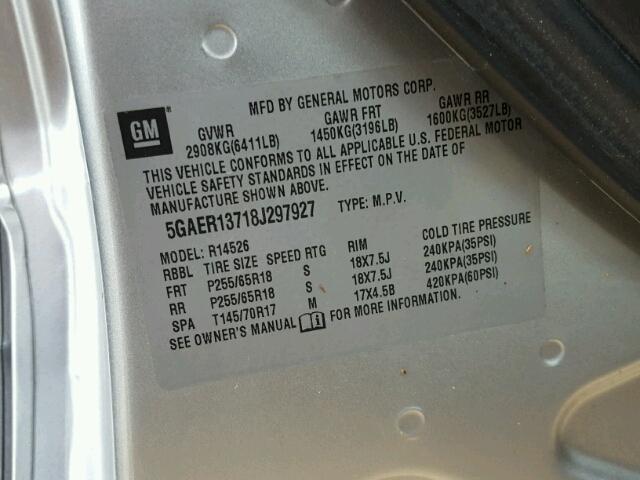 MFD BY GENERAL MOTORS CORP.
GM ®
GVWR GAWR FRT GAWR RR
2908KG(6411LB) 1450KG(3196LB) 1600KG(3527LB)
THIS VEHICLE CONFORMS TO ALL APPLICABLE U.S. FEDERAL MOTOR
VEHICLE SAFETY STANDARDS IN EFFECT ON THE DATE OF
MANUFACTURE SHOWN ABOVE.
5GAER13718J297927 TYPE: M.P.V.
MODEL: R14526
RBBL TIRE SIZE SPEED RTG RIM COLD TIRE PRESSURE
FRT P255/65R18 S 18X7.5J 240KPA(35PSI)
RR P255/65R18 S 18X7.5J 240KPA(35PSI)
SPA T145/70R17 M 17X4.5B 420KPA(60PSI)
SEE OWNER'S MANUAL i FOR MORE INFORMATION.